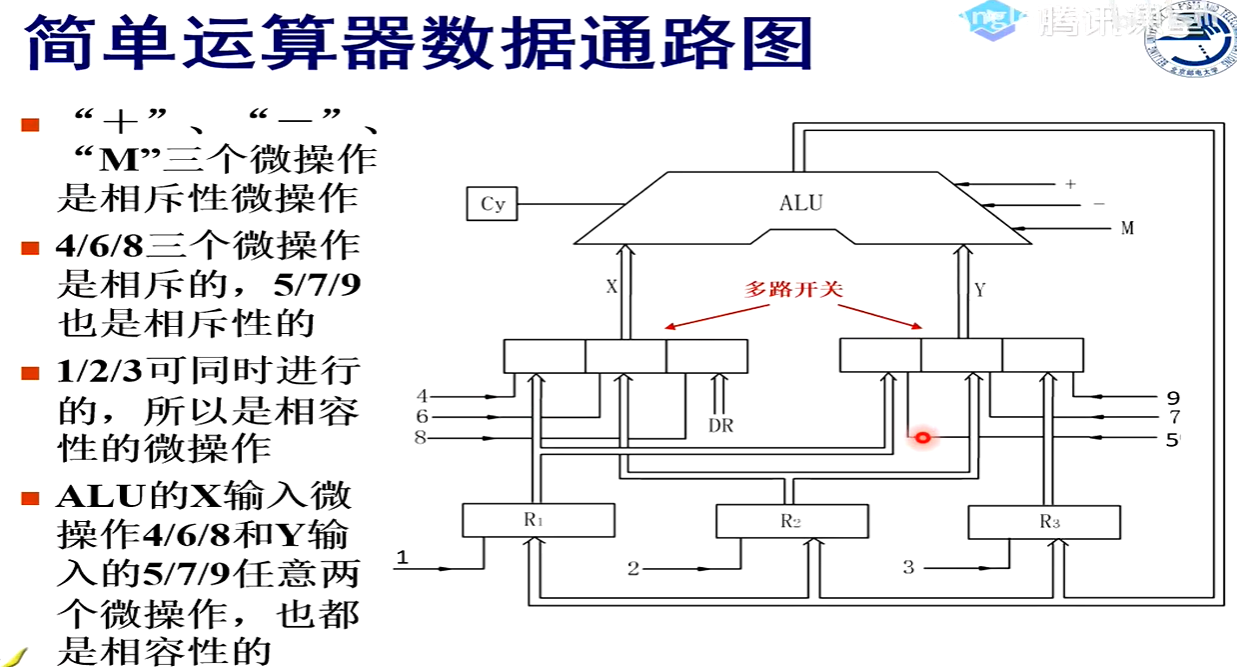 简单运算器数据通路图
腾讯课堂
北京邮电大学
“＋”、“－”、
“M”三个微操作
是相斥性微操作
4/6/8三个微操作
是相斥的，5/7/9
也是相斥性的
1/2/3可同时进行
的，所以是相容
性的微操作
ALU的X输入微
操作4/6/8和Y输
入的5/7/9任意两
个微操作，也都
是相容性的
Cy
ALU
+
−
M
X
多路开关
Y
4
6
8
DR
9
7
5
R1
R2
R3
1
2
3